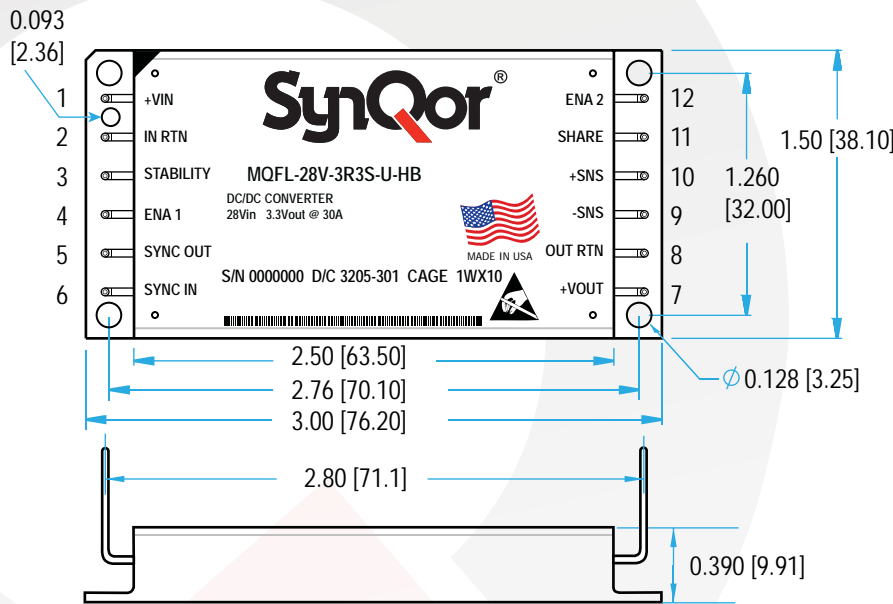 0.093
[2.36]
SynQor®
1 +VIN
2 IN RTN
3 STABILITY
4 ENA 1
5 SYNC OUT
6 SYNC IN
MQFL-28V-3R3S-U-HB
DC/DC CONVERTER
28Vin 3.3Vout @ 30A
MADE IN USA
S/N 0000000 D/C 3205-301 CAGE 1WX10
ENA 2 12
SHARE 11
+SNS 10
-SNS 9
OUT RTN 8
+VOUT 7
1.50 [38.10]
1.260
[32.00]
2.50 [63.50]
2.76 [70.10]
3.00 [76.20]
∅ 0.128 [3.25]
2.80 [71.1]
0.390 [9.91]